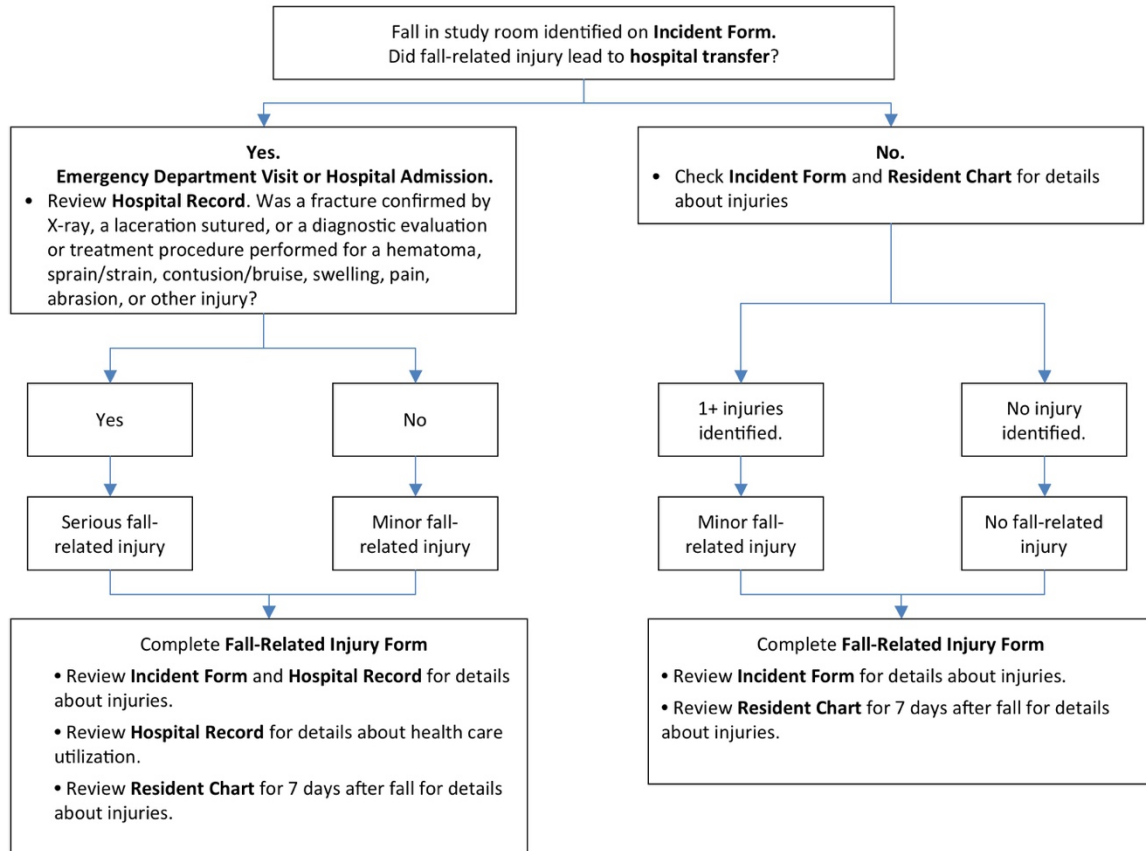 Fall in study room identified on Incident Form.
Did fall-related injury lead to hospital transfer?
Yes.
Emergency Department Visit or Hospital Admission.
• Review Hospital Record. Was a fracture confirmed by
X-ray, a laceration sutured, or a diagnostic evaluation
or treatment procedure performed for a hematoma,
sprain/strain, contusion/bruise, swelling, pain,
abrasion, or other injury?
No.
• Check Incident Form and Resident Chart for details
about injuries
Yes
No
1+ injuries
identified.
No injury
identified.
Serious fall-
related injury
Minor fall-
related injury
Minor fall-
related injury
No fall-related
injury
Complete Fall-Related Injury Form
• Review Incident Form and Hospital Record for details
about injuries.
• Review Hospital Record for details about health care
utilization.
• Review Resident Chart for 7 days after fall for details
about injuries.
Complete Fall-Related Injury Form
• Review Incident Form for details about injuries.
• Review Resident Chart for 7 days after fall for details
about injuries.